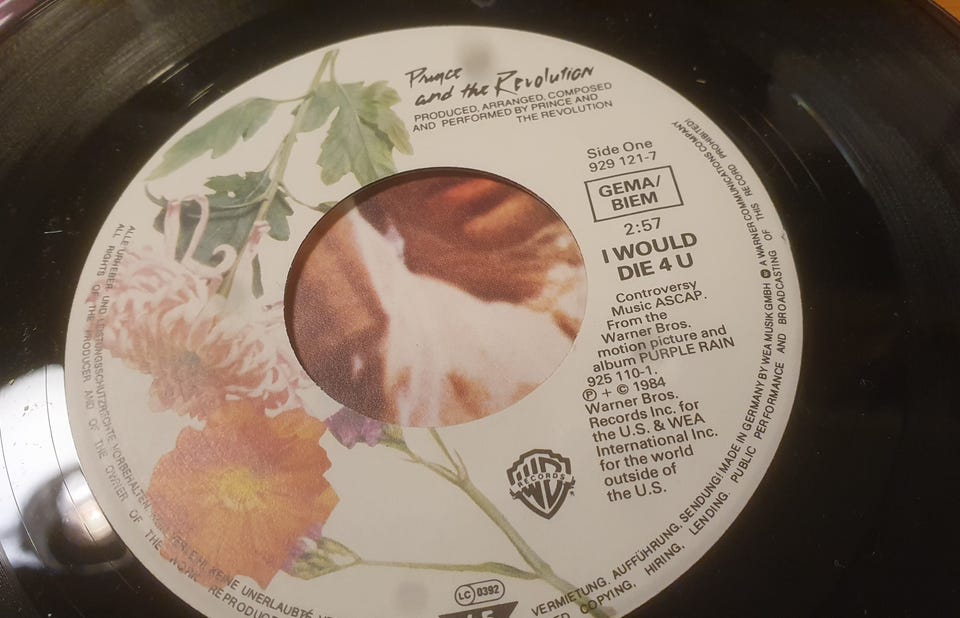 Prince
and the Revolution
PRODUCED, ARRANGED, COMPOSED
AND PERFORMED BY PRINCE AND
THE REVOLUTION
Side One
929 121-7
GEMA/
BIEM
2:57
I WOULD
DIE 4 U
Controversy
Music ASCAP.
From the
Warner Bros.
motion picture and
album PURPLE RAIN
925 110-1.
Ⓟ + © 1984
Warner Bros.
Records Inc. for
the U.S. & WEA
International Inc.
for the world
outside of
the U.S.
RECORDS
LC 0392
ALLE URHEBER- UND LEISTUNGSSCHUTZRECHTE VORBEHALTEN. KEINE UNERLAUBTE
VERMIETUNG, AUFFÜHRUNG, SENDUNG! MADE IN GERMANY BY WEA MUSIK GMBH A WARNER COMMUNICATIONS COMPANY
ALL RIGHTS OF THE PRODUCER AND OF THE OWNER OF THE WORK
COPYING, HIRING, LENDING, PUBLIC PERFORMANCE AND BROADCASTING OF THIS RECORD PROHIBITED!